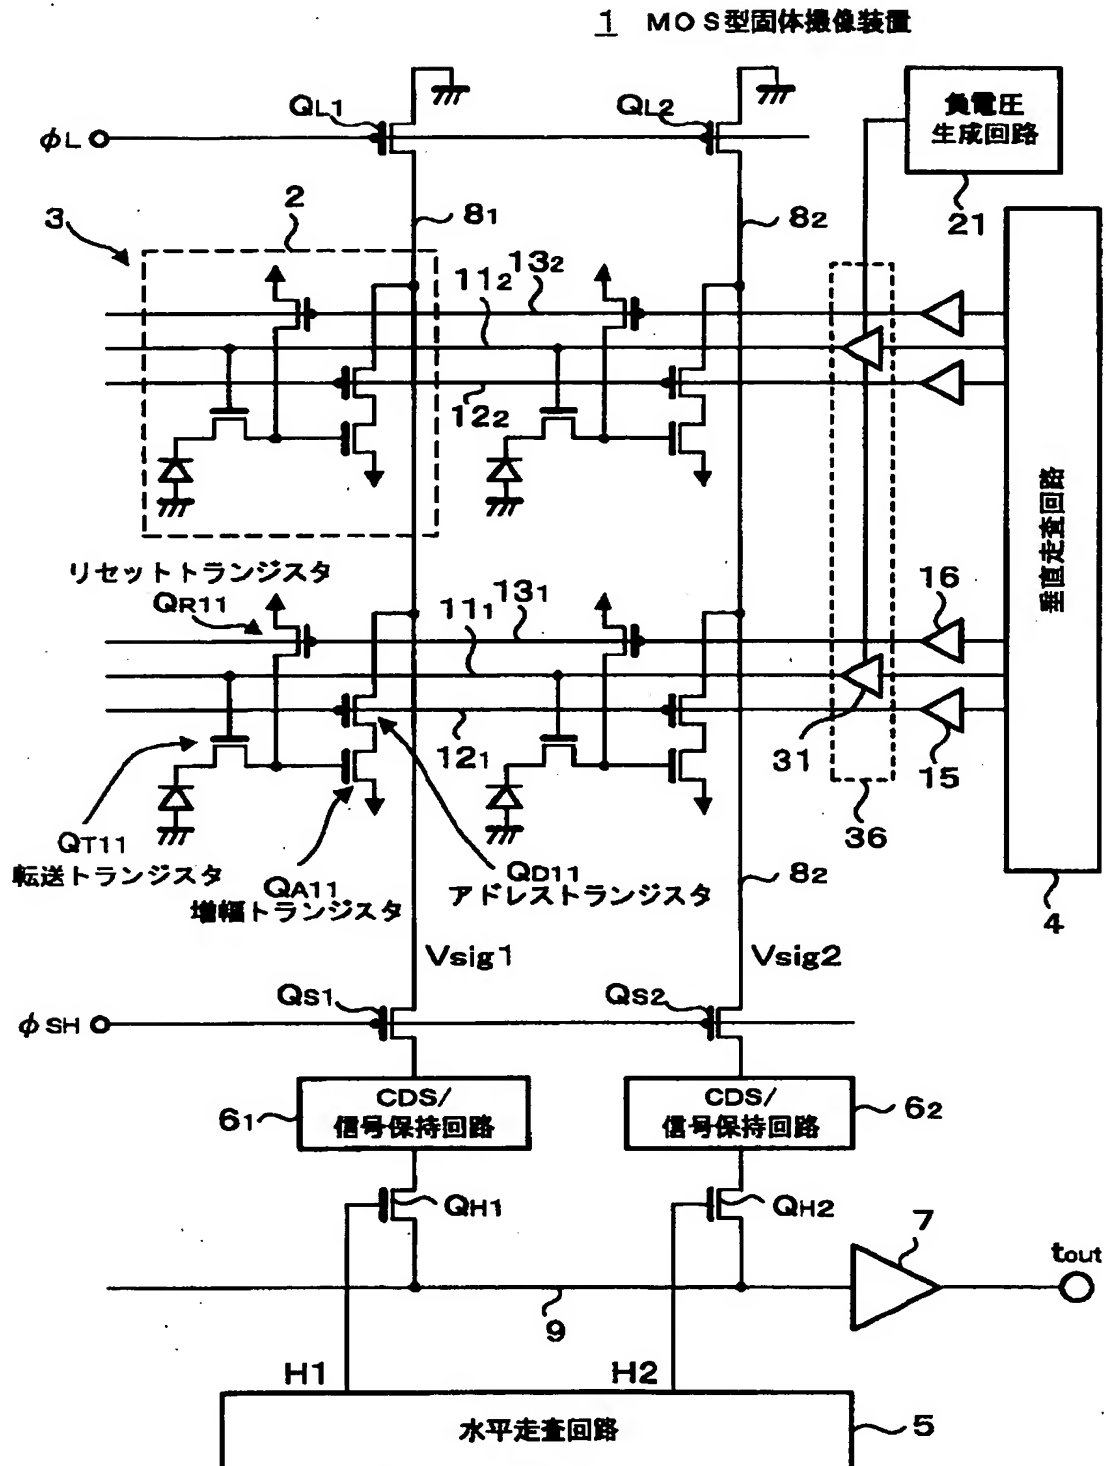 1 MOS型固体撮像装置
QL1
QL2
φL
負電圧
生成回路
21
3
2
81
82
112
132
122
垂直走査回路
リセットトランジスタ
QR11
111
131
16
121
31
15
36
QT11
転送トランジスタ
QA11
増幅トランジスタ
QD11
アドレストランジスタ
82
4
Vsig1
Vsig2
QS1
QS2
φSH
61
CDS/
信号保持回路
CDS/
信号保持回路
62
QH1
QH2
7
tout
9
H1
H2
水平走査回路
5